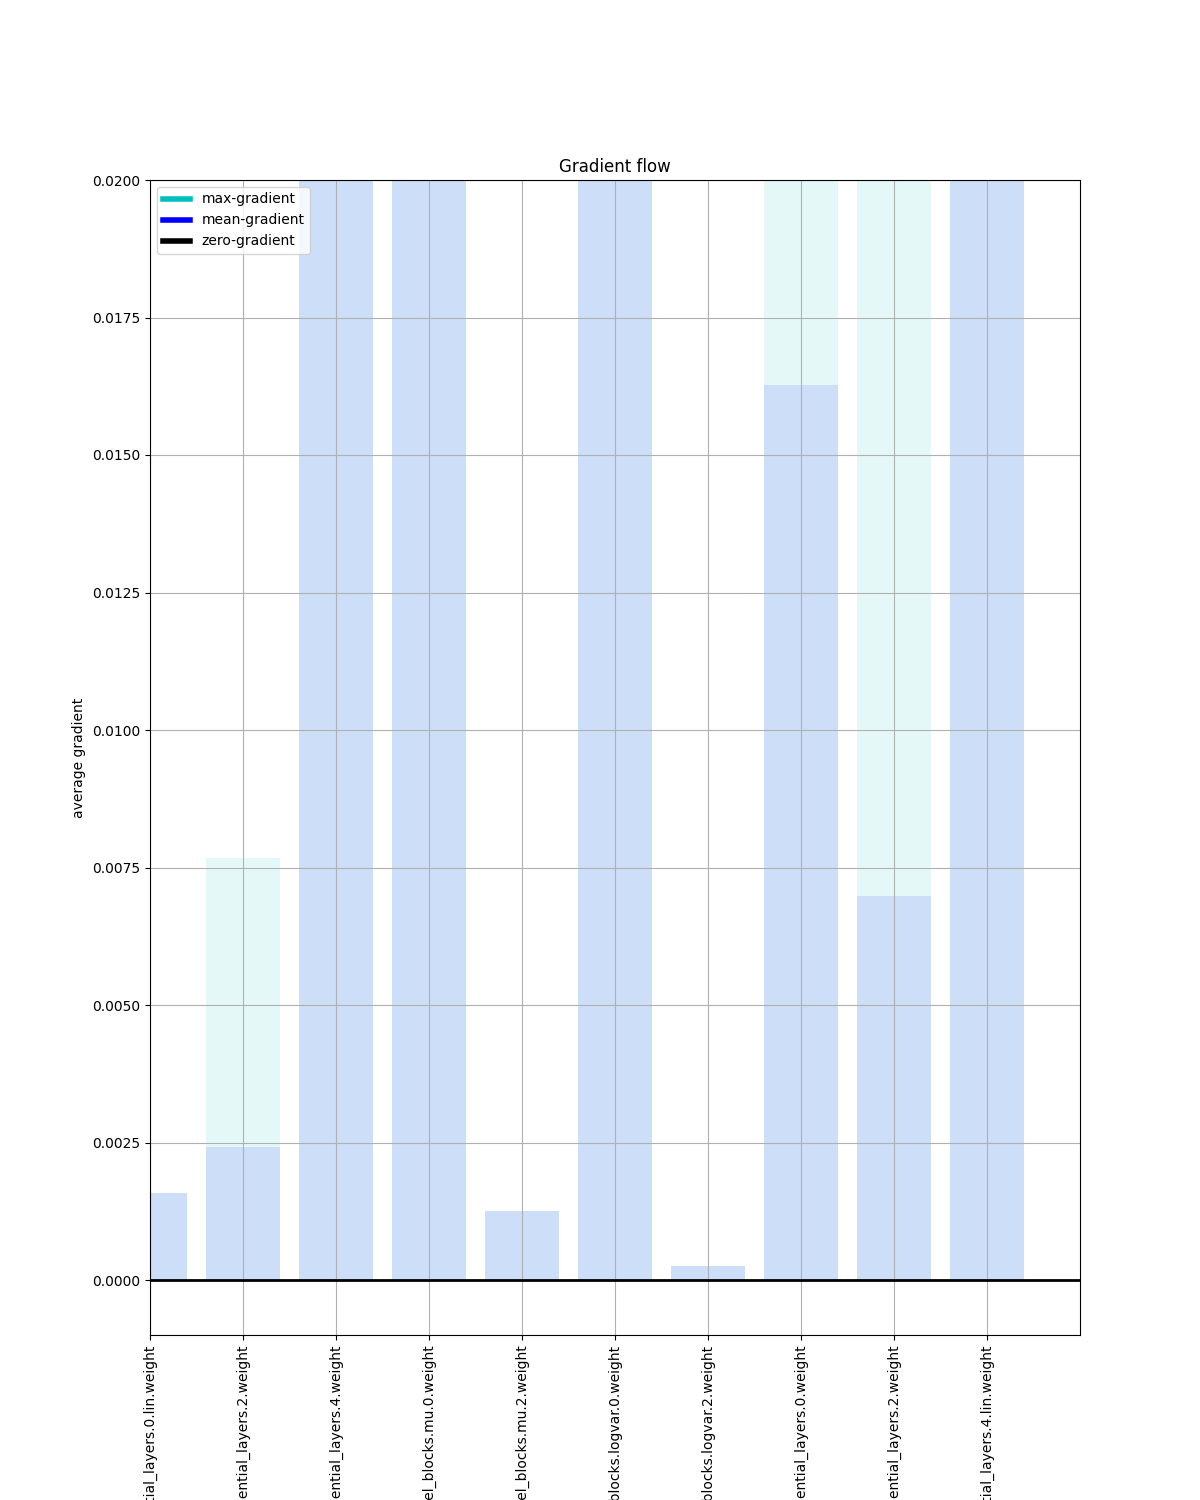 Gradient flow
max-gradient
mean-gradient
zero-gradient
0.0200
0.0175
0.0150
0.0125
0.0100
0.0075
0.0050
0.0025
0.0000
average gradient
tial_layers.0.lin.weight
ential_layers.2.weight
ential_layers.4.weight
el_blocks.mu.0.weight
el_blocks.mu.2.weight
blocks.logvar.0.weight
blocks.logvar.2.weight
ential_layers.0.weight
ential_layers.2.weight
tial_layers.4.lin.weight